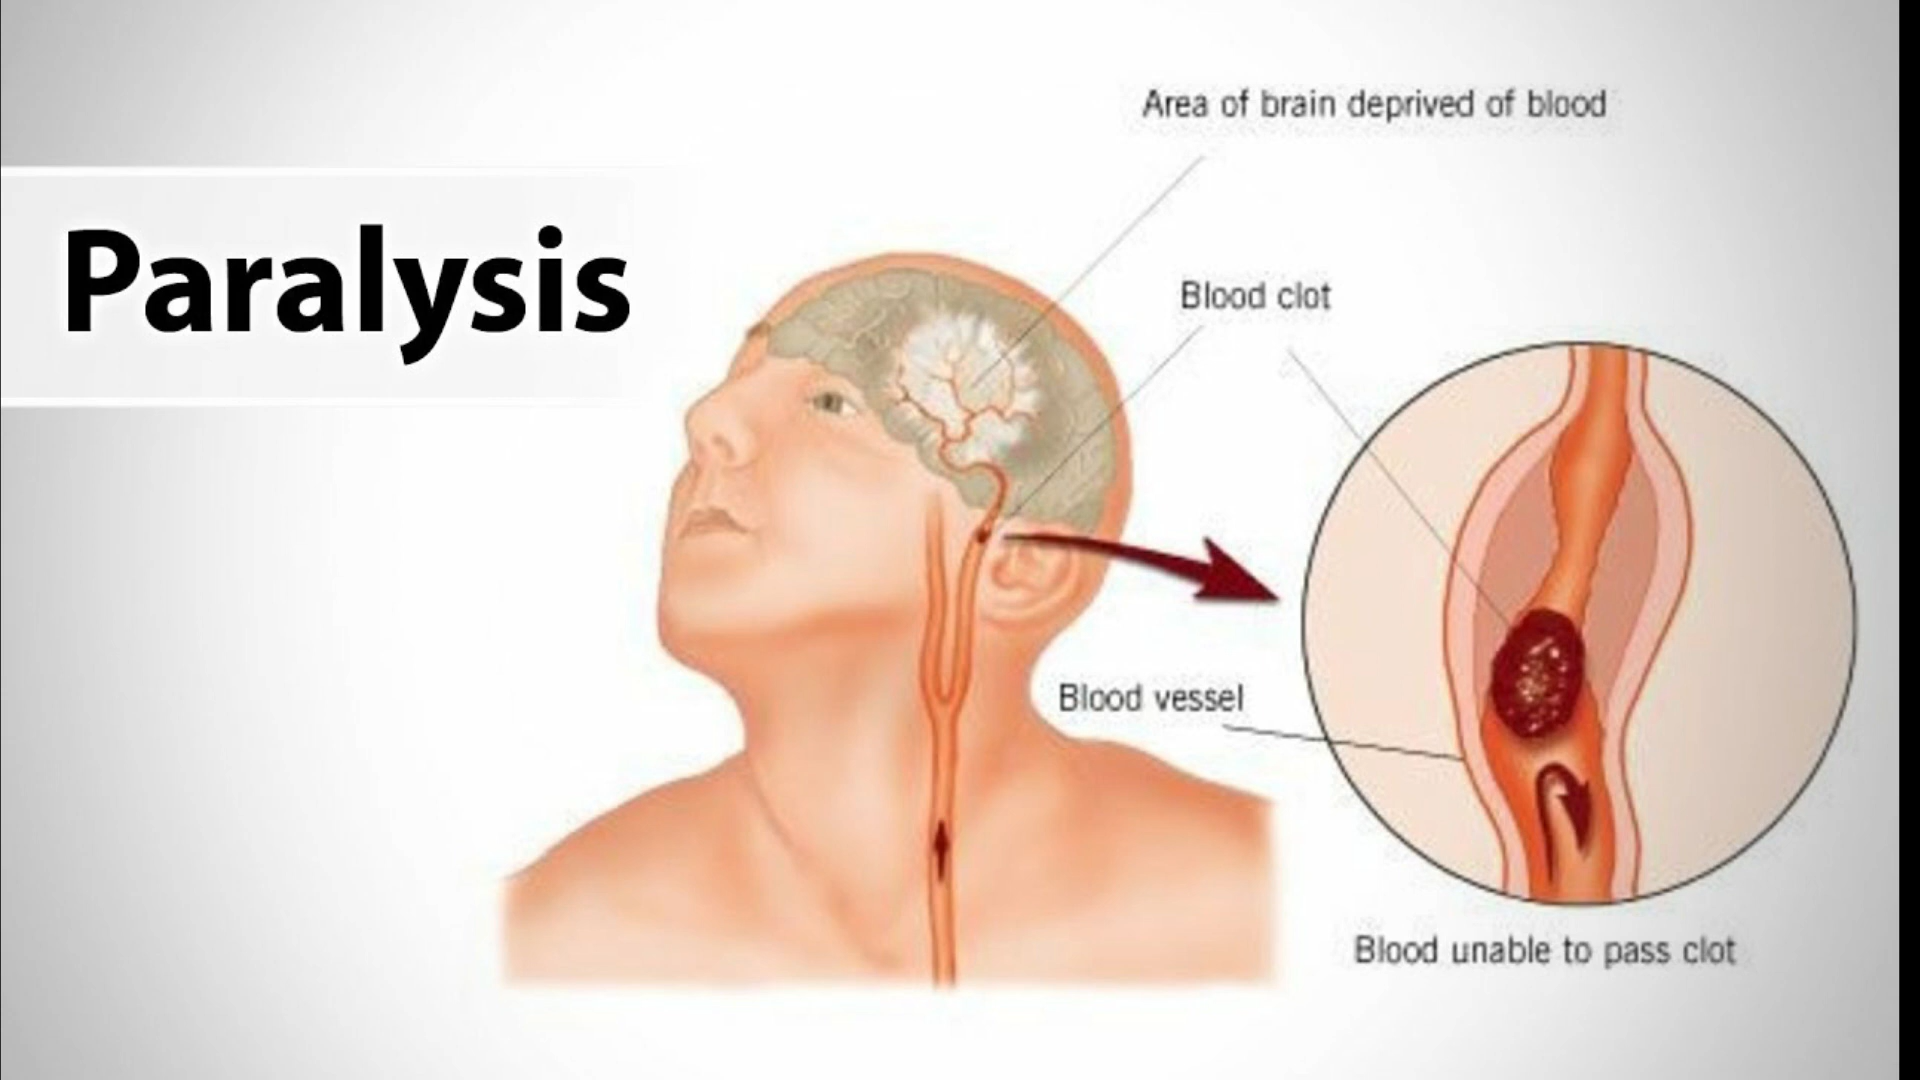 Paralysis
Area of brain deprived of blood
Blood clot
Blood vessel
Blood unable to pass clot